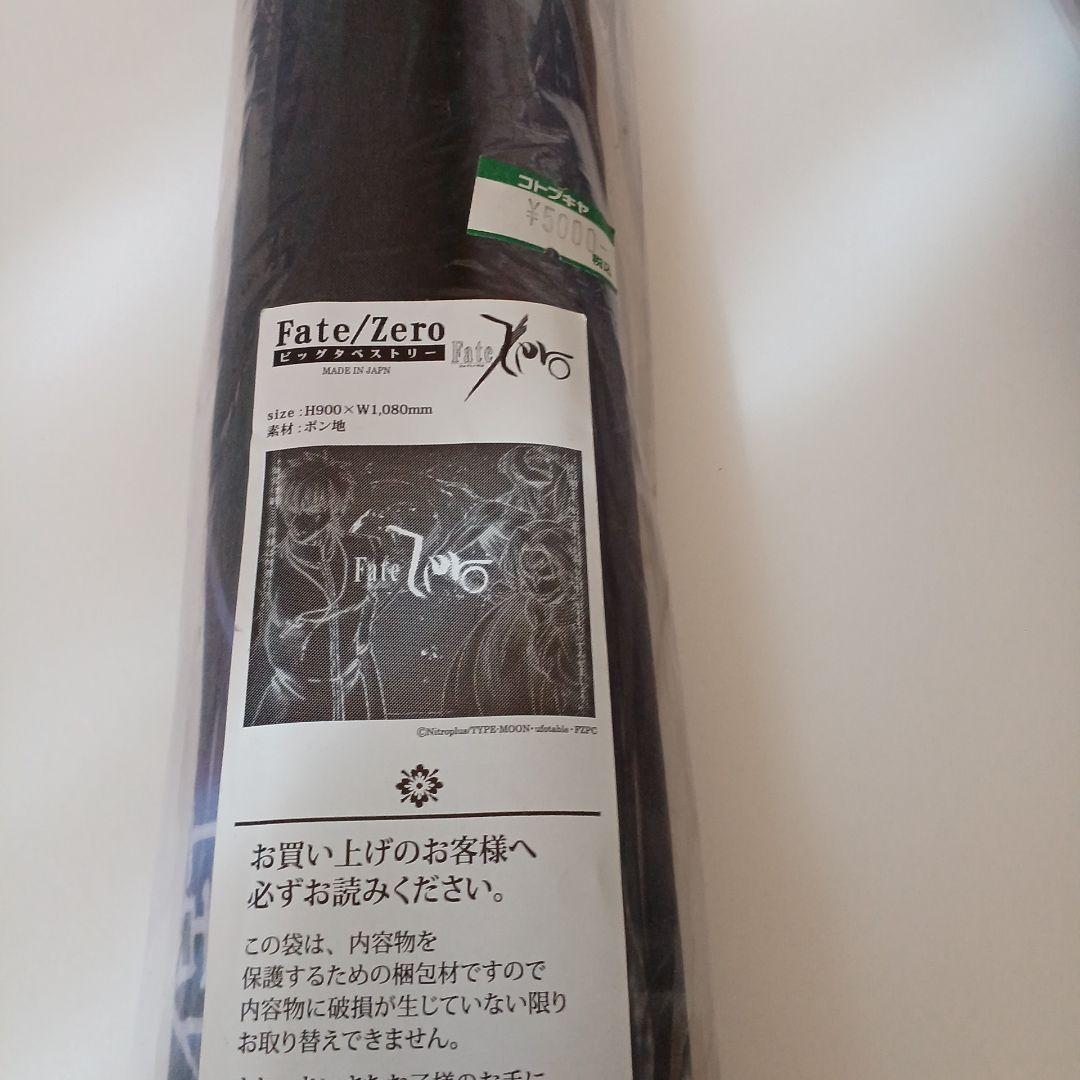 コトブキヤ
¥5000-
税込
Fate/Zero
ビッグタペストリー
MADE IN JAPN
Fate Zero
size : H900×W1,080mm
素材 : ポン地
Fate Zero
©Nitroplus/TYPE-MOON・ufotable・FZPC
お買い上げのお客様へ
必ずお読みください。
この袋は、内容物を
保護するための梱包材ですので
内容物に破損が生じていない限り
お取り替えできません。